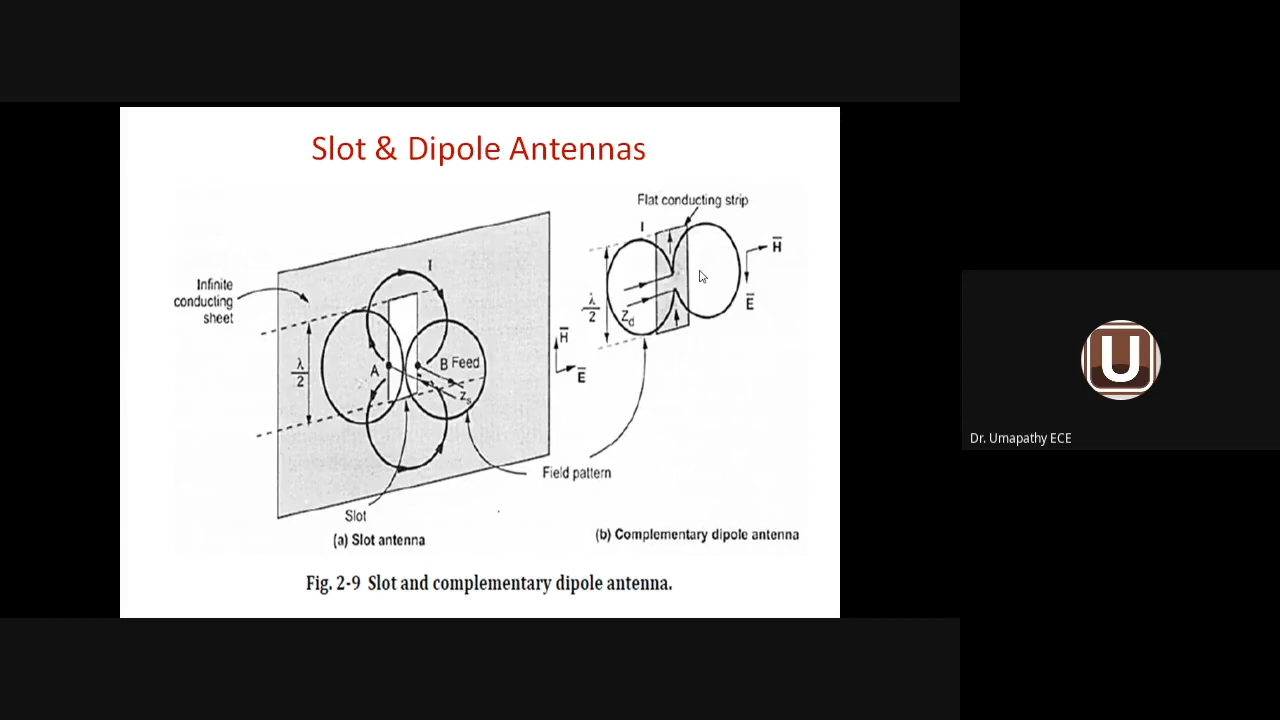 Slot & Dipole Antennas
Flat conducting strip
I
H
E
λ
2
Zd
Infinite
conducting
sheet
I
λ
2
A
B Feed
Zs
H
E
Field pattern
Slot
(a) Slot antenna
(b) Complementary dipole antenna
Fig. 2-9 Slot and complementary dipole antenna.
U
Dr. Umapathy ECE